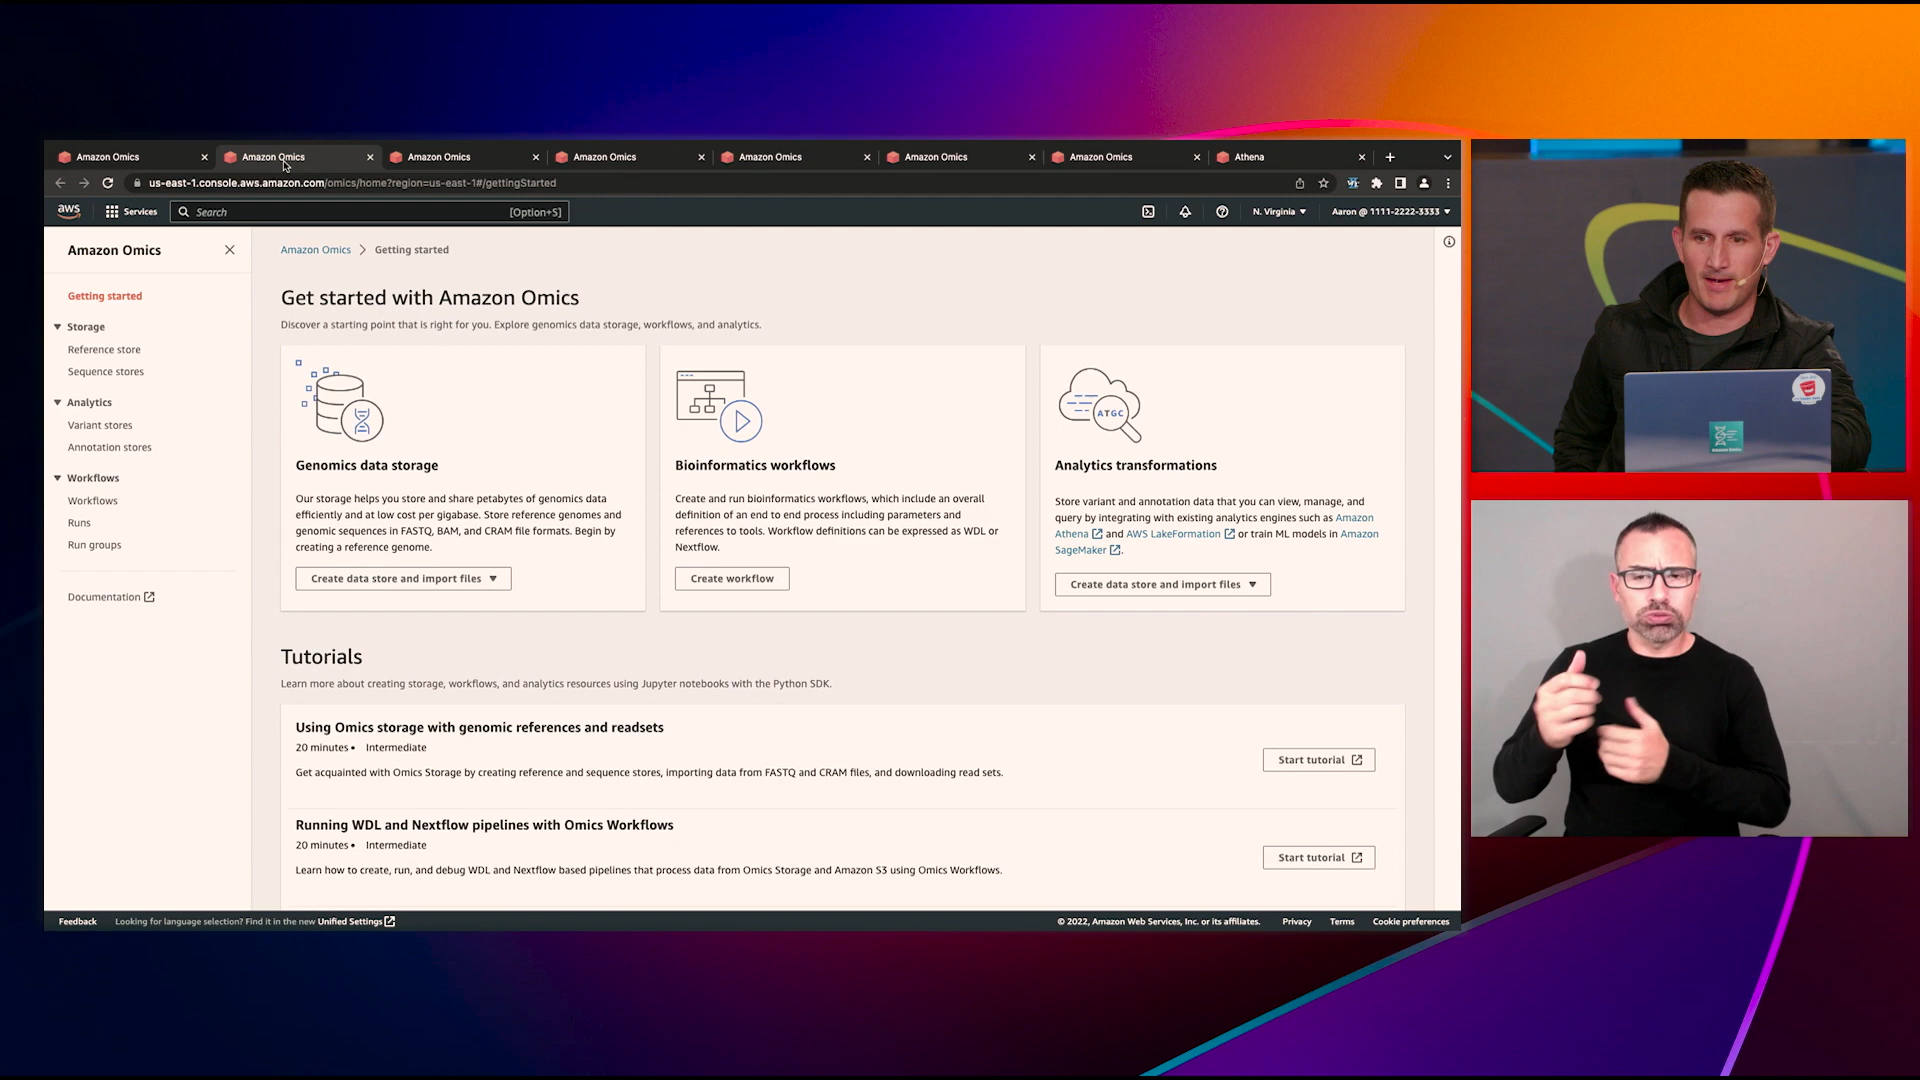 Amazon Omics
Amazon Omics
Amazon Omics
Amazon Omics
Amazon Omics
Amazon Omics
Amazon Omics
Athena
us-east-1.console.aws.amazon.com/omics/home?region=us-east-1#/gettingStarted
aws
Services
Search
[Option+S]
N. Virginia
Aaron @ 1111-2222-3333
Amazon Omics
Getting started
Storage
Reference store
Sequence stores
Analytics
Variant stores
Annotation stores
Workflows
Workflows
Runs
Run groups
Documentation
Amazon Omics > Getting started
Get started with Amazon Omics
Discover a starting point that is right for you. Explore genomics data storage, workflows, and analytics.
Genomics data storage
Our storage helps you store and share petabytes of genomics data
efficiently and at low cost per gigabase. Store reference genomes and
genomic sequences in FASTQ, BAM, and CRAM file formats. Begin by
creating a reference genome.
Create data store and import files
Bioinformatics workflows
Create and run bioinformatics workflows, which include an overall
definition of an end to end process including parameters and
references to tools. Workflow definitions can be expressed as WDL or
Nextflow.
Create workflow
ATGC
Analytics transformations
Store variant and annotation data that you can view, manage, and
query by integrating with existing analytics engines such as Amazon
Athena and AWS LakeFormation or train ML models in Amazon
SageMaker.
Create data store and import files
Tutorials
Learn more about creating storage, workflows, and analytics resources using Jupyter notebooks with the Python SDK.
Using Omics storage with genomic references and readsets
20 minutes • Intermediate
Get acquainted with Omics Storage by creating reference and sequence stores, importing data from FASTQ and CRAM files, and downloading read sets.
Start tutorial
Running WDL and Nextflow pipelines with Omics Workflows
20 minutes • Intermediate
Learn how to create, run, and debug WDL and Nextflow based pipelines that process data from Omics Storage and Amazon S3 using Omics Workflows.
Start tutorial
Feedback
Looking for language selection? Find it in the new Unified Settings
© 2022, Amazon Web Services, Inc. or its affiliates.
Privacy
Terms
Cookie preferences